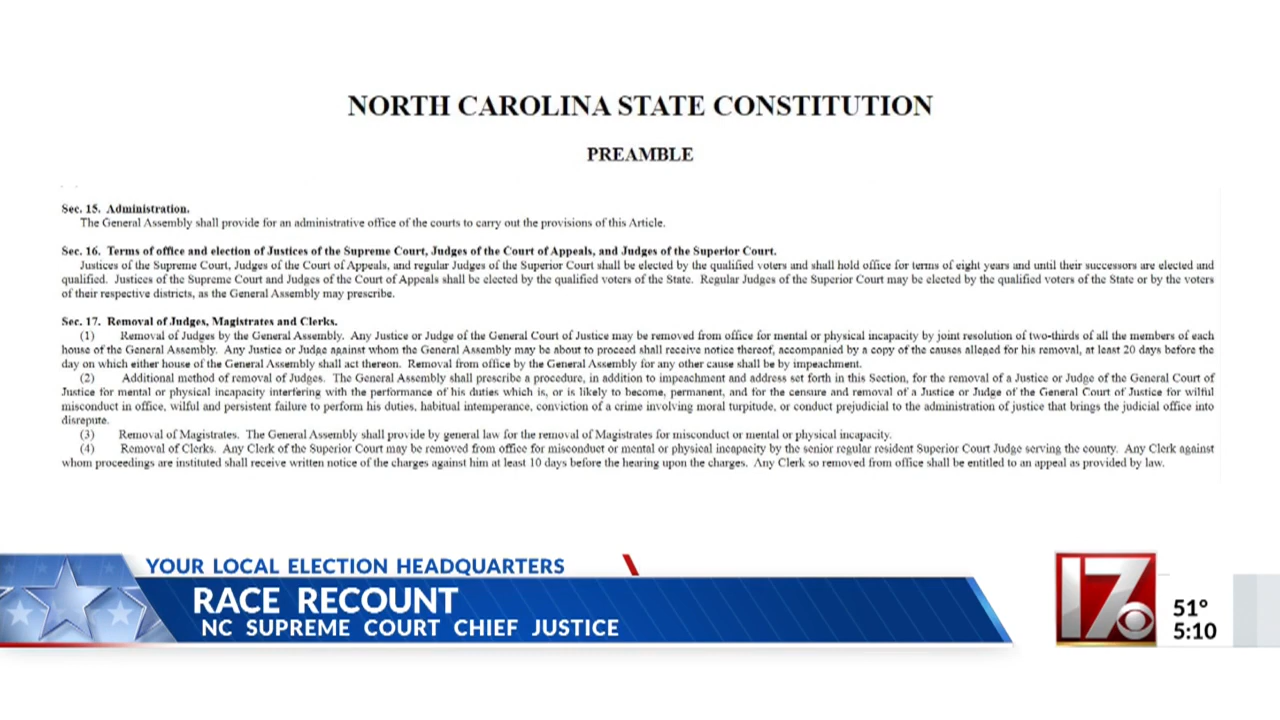 NORTH CAROLINA STATE CONSTITUTION
PREAMBLE
Sec. 15. Administration.
The General Assembly shall provide for an administrative office of the courts to carry out the provisions of this Article.
Sec. 16. Terms of office and election of Justices of the Supreme Court, Judges of the Court of Appeals, and Judges of the Superior Court.
Justices of the Supreme Court, Judges of the Court of Appeals, and regular Judges of the Superior Court shall be elected by the qualified voters and shall hold office for terms of eight years and until their successors are elected and
qualified. Justices of the Supreme Court and Judges of the Court of Appeals shall be elected by the qualified voters of the State. Regular Judges of the Superior Court may be elected by the qualified voters of the State or by the voters
of their respective districts, as the General Assembly may prescribe.
Sec. 17. Removal of Judges, Magistrates and Clerks.
(1) Removal of Judges by the General Assembly. Any Justice or Judge of the General Court of Justice may be removed from office for mental or physical incapacity by joint resolution of two-thirds of all the members of each
house of the General Assembly. Any Justice or Judge against whom the General Assembly may be about to proceed shall receive notice thereof, accompanied by a copy of the causes alleged for his removal, at least 20 days before the
day on which either house of the General Assembly shall act thereon. Removal from office by the General Assembly for any other cause shall be by impeachment.
(2) Additional method of removal of Judges. The General Assembly shall prescribe a procedure, in addition to impeachment and address set forth in this Section, for the removal of a Justice or Judge of the General Court of
Justice for mental or physical incapacity interfering with the performance of his duties which is, or is likely to become, permanent, and for the censure and removal of a Justice or Judge of the General Court of Justice for wilful
misconduct in office, wilful and persistent failure to perform his duties, habitual intemperance, conviction of a crime involving moral turpitude, or conduct prejudicial to the administration of justice that brings the judicial office into
disrepute.
(3) Removal of Magistrates. The General Assembly shall provide by general law for the removal of Magistrates for misconduct or mental or physical incapacity.
(4) Removal of Clerks. Any Clerk of the Superior Court may be removed from office for misconduct or mental or physical incapacity by the senior regular resident Superior Court Judge serving the county. Any Clerk against
whom proceedings are instituted shall receive written notice of the charges against him at least 10 days before the hearing upon the charges. Any Clerk so removed from office shall be entitled to an appeal as provided by law.
YOUR LOCAL ELECTION HEADQUARTERS
RACE RECOUNT
NC SUPREME COURT CHIEF JUSTICE
17
51°
5:10